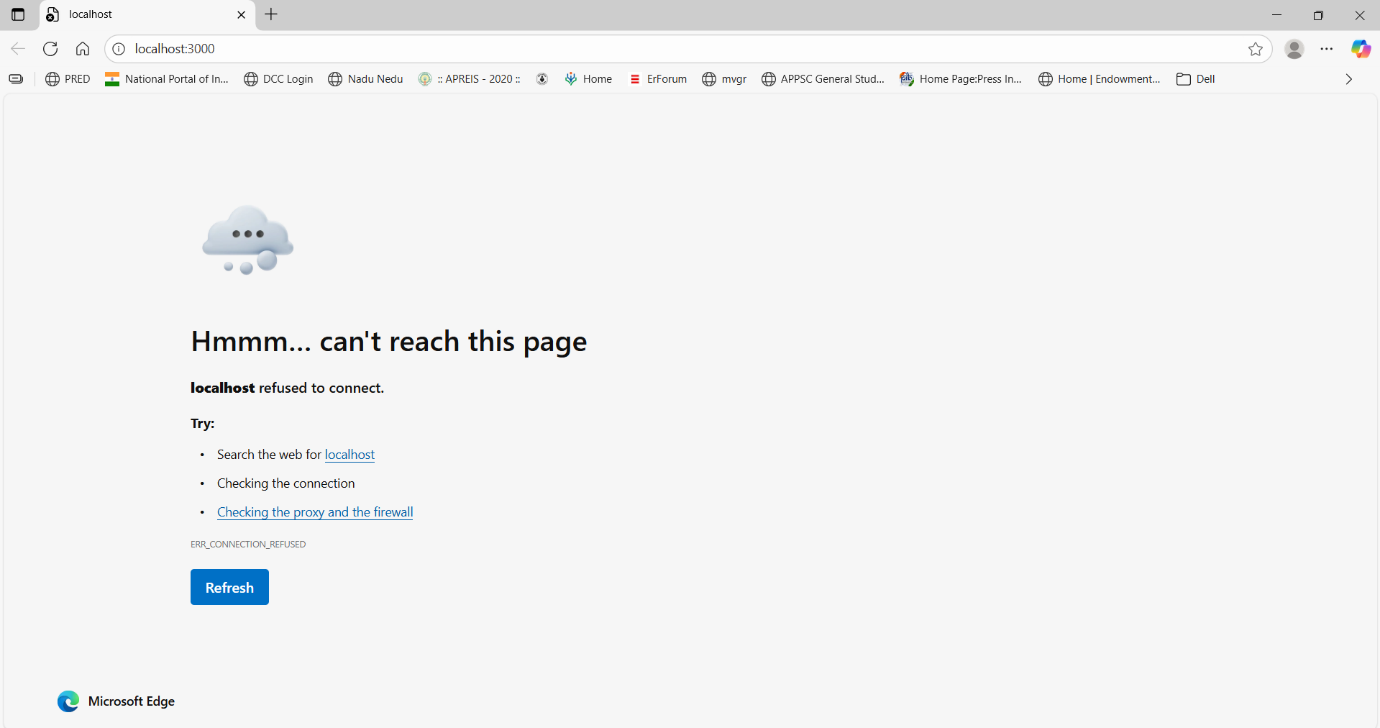 localhost
localhost:3000
PRED
National Portal of In...
DCC Login
Nadu Nedu
:: APREIS - 2020 ::
Home
ErForum
mvgr
APPSC General Stud...
Home Page:Press In...
Home | Endowment...
Dell
Hmmm... can't reach this page
localhost refused to connect.
Try:
• Search the web for localhost
• Checking the connection
• Checking the proxy and the firewall
ERR_CONNECTION_REFUSED
Refresh
Microsoft Edge